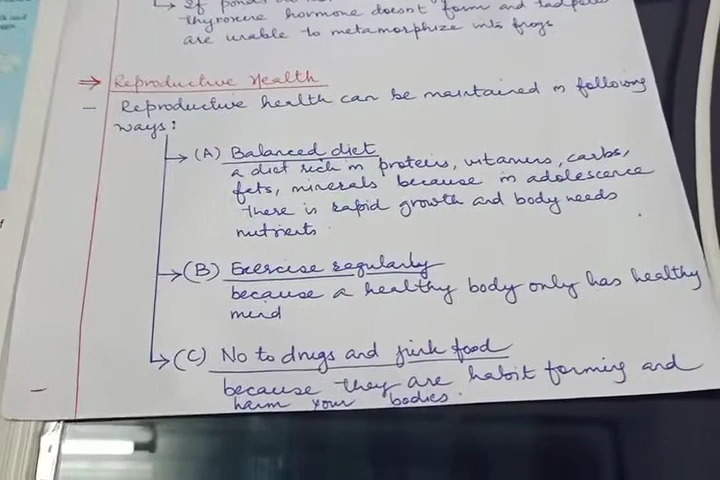 → If ponds
thyroxine hormone doesn't form and tadpoles
are unable to metamorphize into frogs
⇒ Reproductive Health
— Reproductive health can be maintained in following
ways:
→ (A) Balanced diet
a diet rich in proteins, vitamins, carbs,
fats, minerals because in adolescence
there is rapid growth and body needs
nutrients.
→ (B) Exercise regularly
because a healthy body only has healthy
mind
→ (C) No to drugs and junk food
because they are habit forming and
harm your bodies.